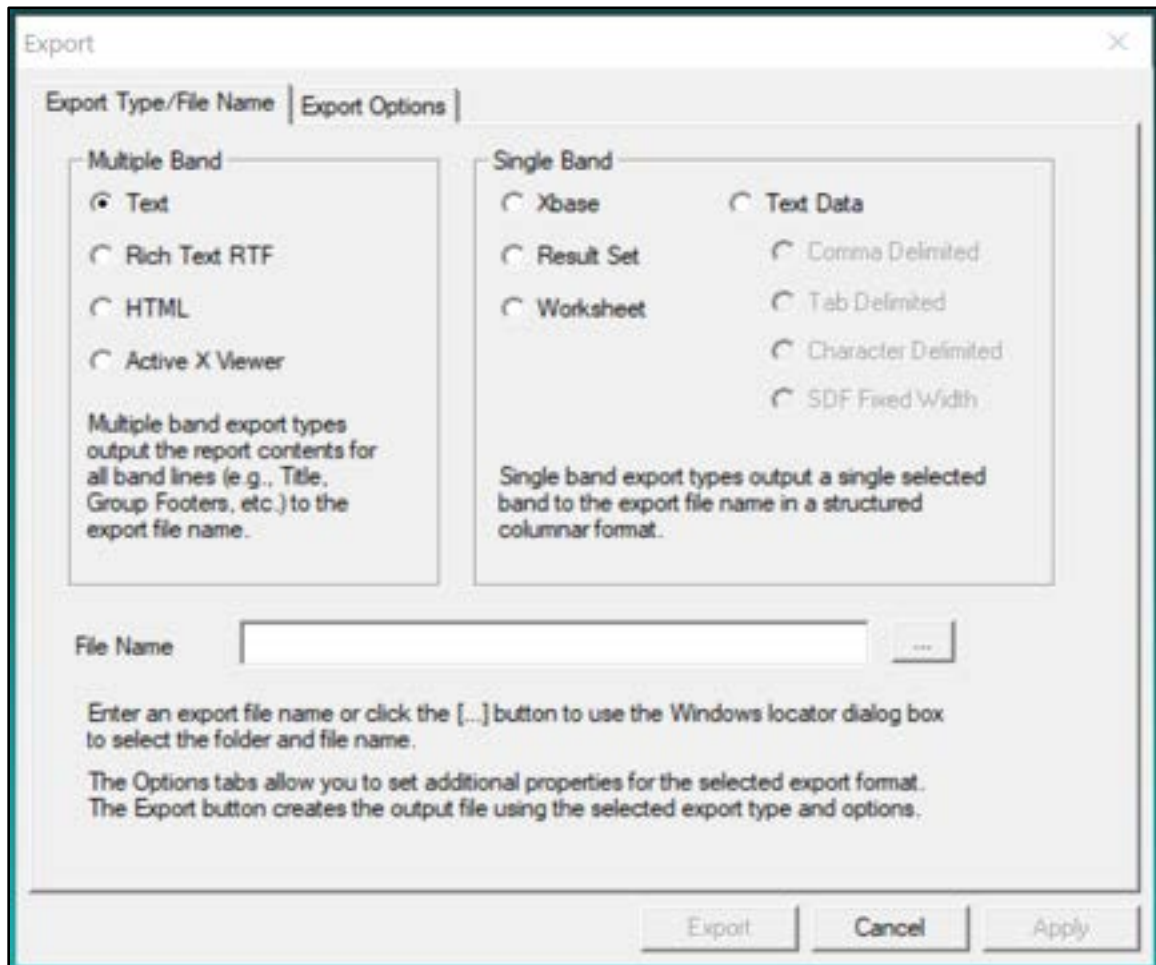 Export
Export Type/File Name
Export Options
Multiple Band
Text
Rich Text RTF
HTML
Active X Viewer
Multiple band export types
output the report contents for
all band lines (e.g., Title,
Group Footers, etc.) to the
export file name.
Single Band
Xbase
Result Set
Worksheet
Text Data
Comma Delimited
Tab Delimited
Character Delimited
SDF Fixed Width
Single band export types output a single selected
band to the export file name in a structured
columnar format.
File Name
...
Enter an export file name or click the [...] button to use the Windows locator dialog box
to select the folder and file name.
The Options tabs allow you to set additional properties for the selected export format.
The Export button creates the output file using the selected export type and options.
Export
Cancel
Apply